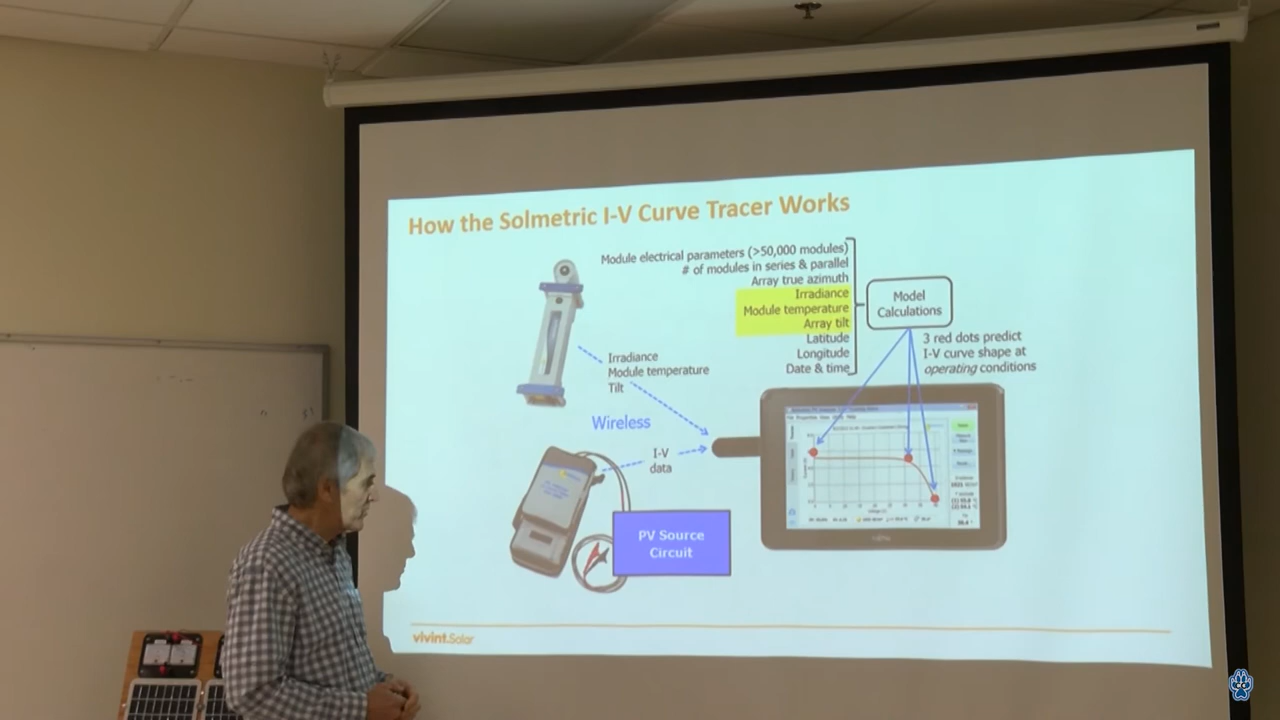 How the Solmetric I-V Curve Tracer Works
Module electrical parameters (>50,000 modules)
# of modules in series & parallel
Array true azimuth
Irradiance
Module temperature
Array tilt
Latitude
Longitude
Date & time
Model
Calculations
3 red dots predict
I-V curve shape at
operating conditions
Irradiance
Module temperature
Tilt
Wireless
I-V
data
PV Source
Circuit
vivint.Solar